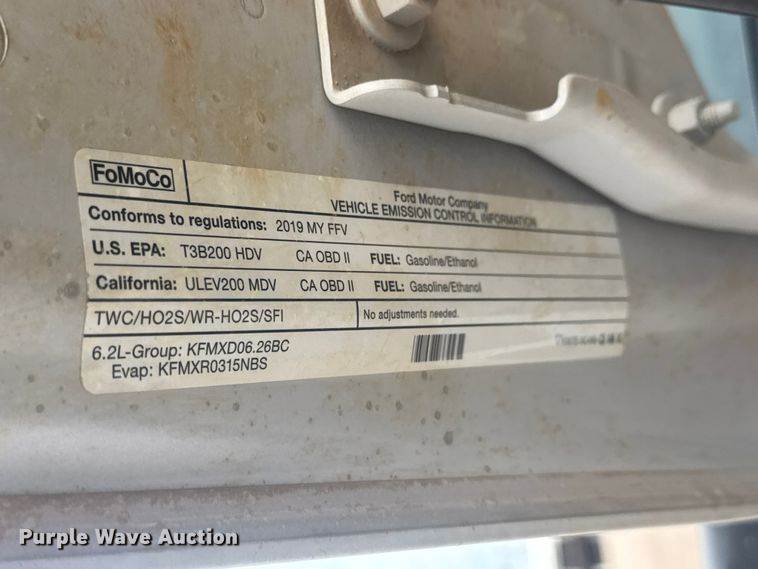 FoMoCo
Ford Motor Company
VEHICLE EMISSION CONTROL INFORMATION
Conforms to regulations: 2019 MY FFV
U.S. EPA: T3B200 HDV CA OBD II FUEL: Gasoline/Ethanol
California: ULEV200 MDV CA OBD II FUEL: Gasoline/Ethanol
TWC/HO2S/WR-HO2S/SFI No adjustments needed.
6.2L-Group: KFMXD06.26BC
Evap: KFMXR0315NBS
Purple Wave Auction